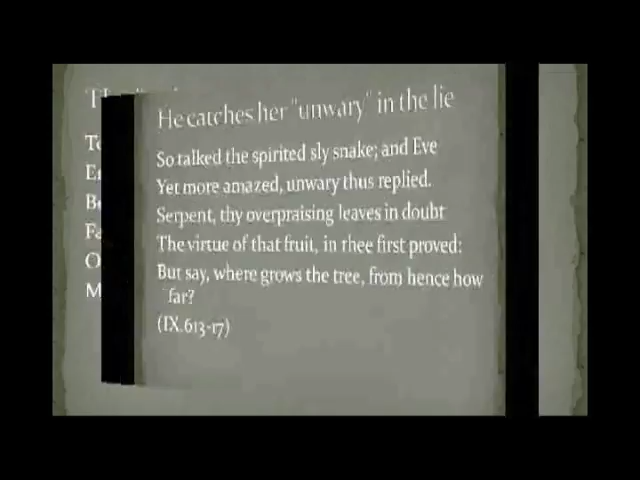 He catches her "unwary" in the lie
So talked the spirited sly snake; and Eve
Yet more amazed, unwary thus replied.
Serpent, thy overpraising leaves in doubt
The virtue of that fruit, in thee first proved:
But say, where grows the tree, from hence how
far?
(IX.613-17)